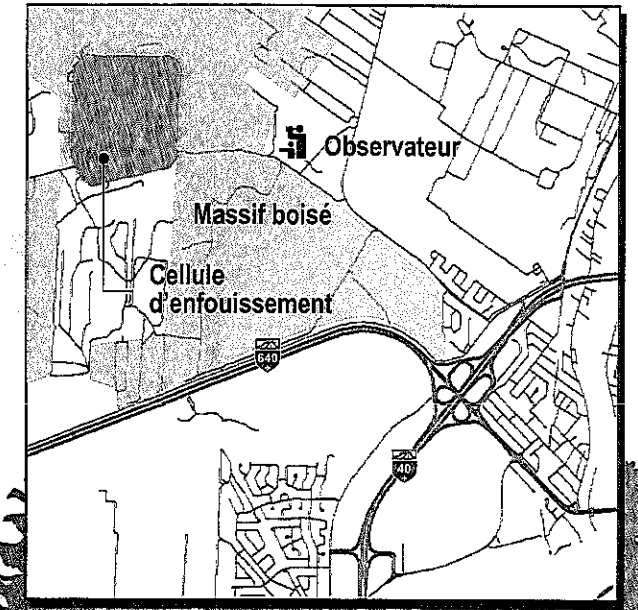 Observateur
Massif boisé
Cellule
d'enfouissement
640
40